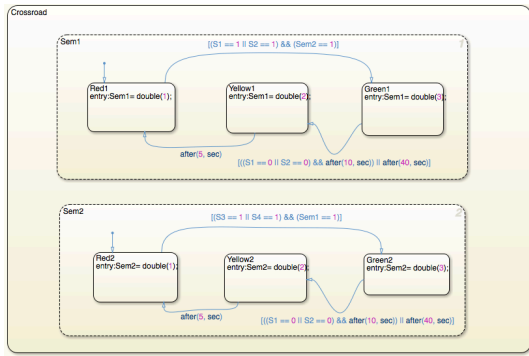 Crossroad
Sem1
1
[(S1 == 1 || S2 == 1) && (Sem2 == 1)]
Red1
entry:Sem1= double(1);
Yellow1
entry:Sem1= double(2);
Green1
entry:Sem1= double(3);
after(5, sec)
[((S1 == 0 || S2 == 0) && after(10, sec)) || after(40, sec)]
Sem2
2
[(S3 == 1 || S4 == 1) && (Sem1 == 1)]
Red2
entry:Sem2= double(1);
Yellow2
entry:Sem2= double(2);
Green2
entry:Sem2= double(3);
after(5, sec)
[((S1 == 0 || S2 == 0) && after(10, sec)) || after(40, sec)]